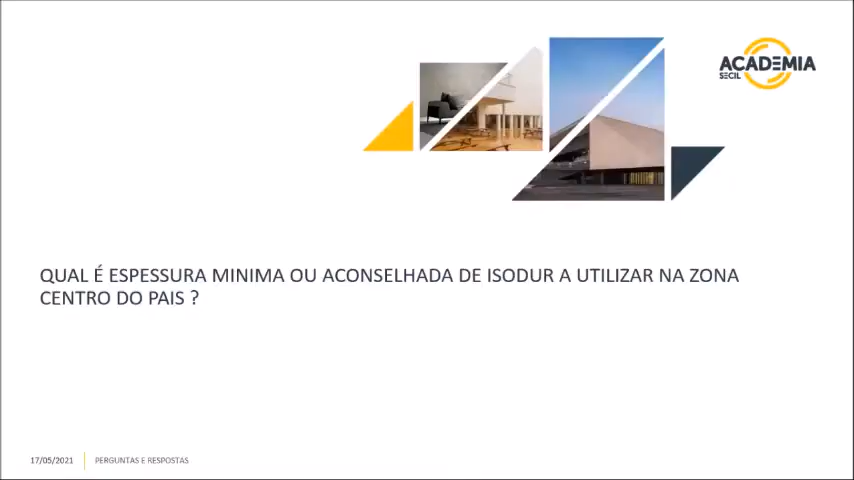 ACADEMIA
SECIL
QUAL É ESPESSURA MINIMA OU ACONSELHADA DE ISODUR A UTILIZAR NA ZONA
CENTRO DO PAIS ?
17/05/2021 PERGUNTAS E RESPOSTAS